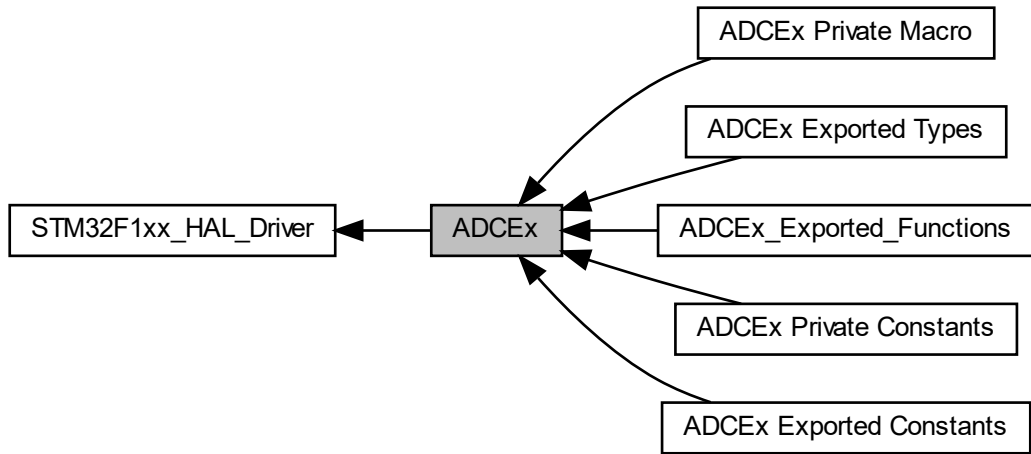 ADCEx Private Macro
ADCEx Exported Types
STM32F1xx_HAL_Driver
ADCEx
ADCEx_Exported_Functions
ADCEx Private Constants
ADCEx Exported Constants